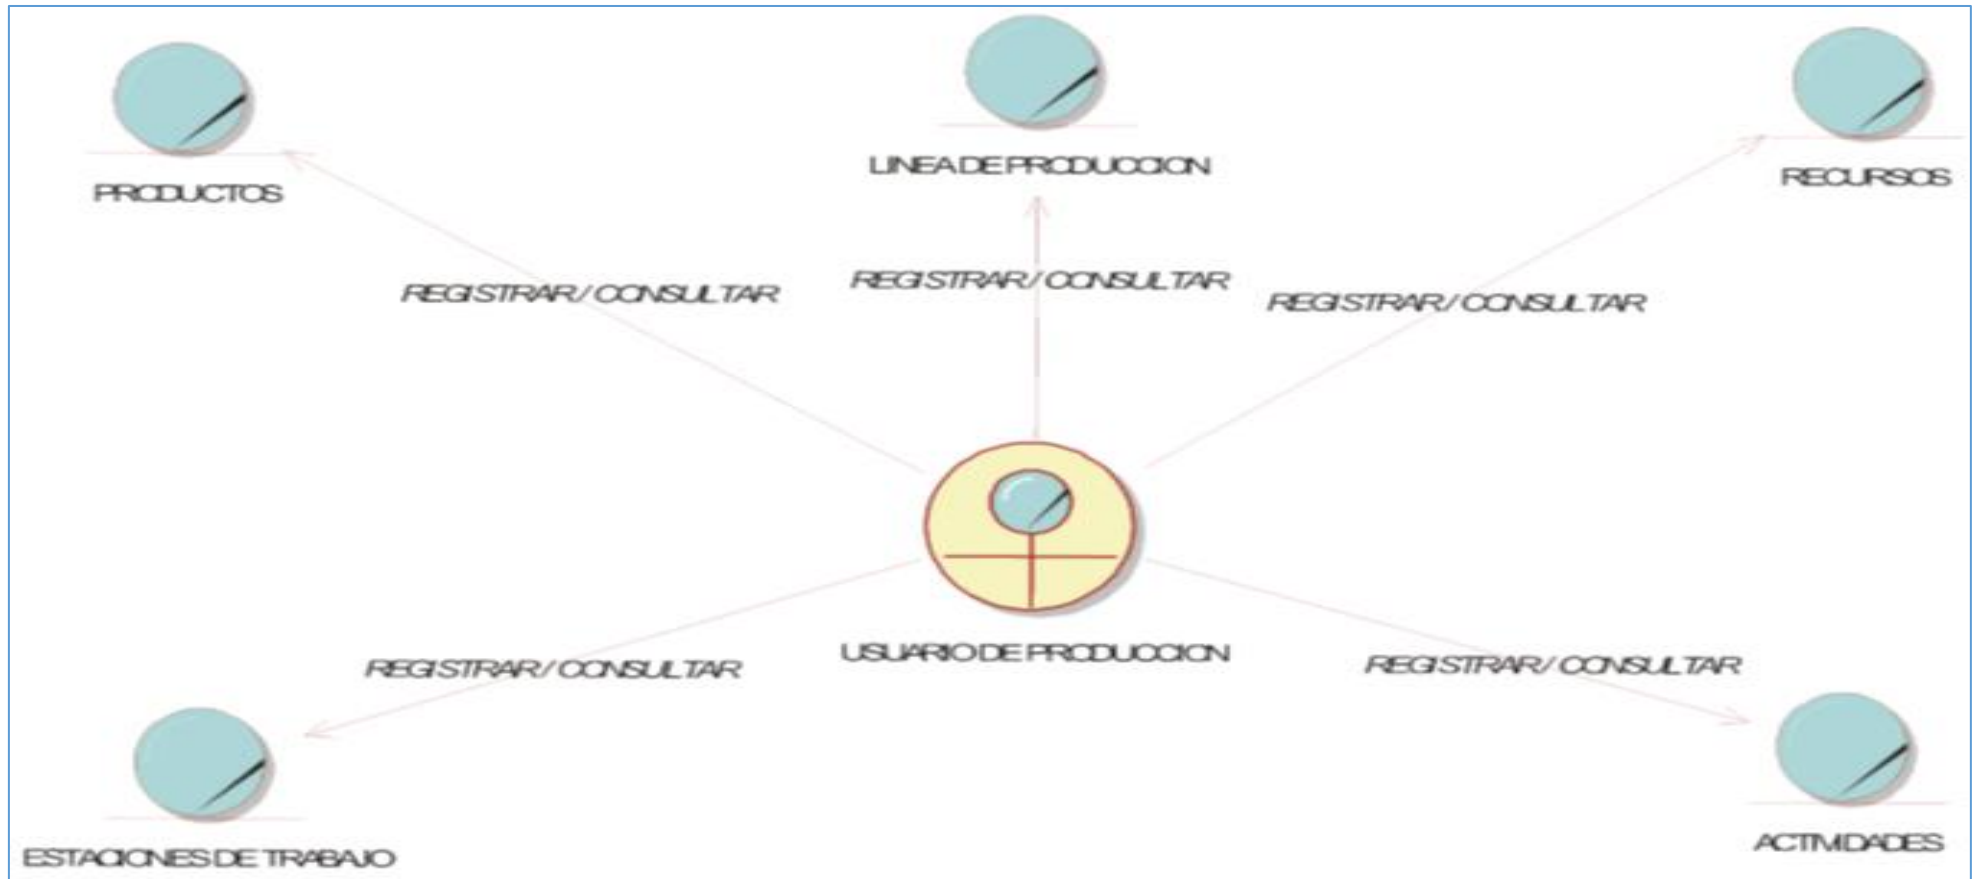 LINEA DE PRODUCCION
RECURSOS
PRODUCTOS
REGISTRAR / CONSULTAR
REGISTRAR / CONSULTAR
REGISTRAR / CONSULTAR
USUARIO DE PRODUCCION
REGISTRAR / CONSULTAR
REGISTRAR / CONSULTAR
ESTACIONES DE TRABAJO
ACTIVIDADES